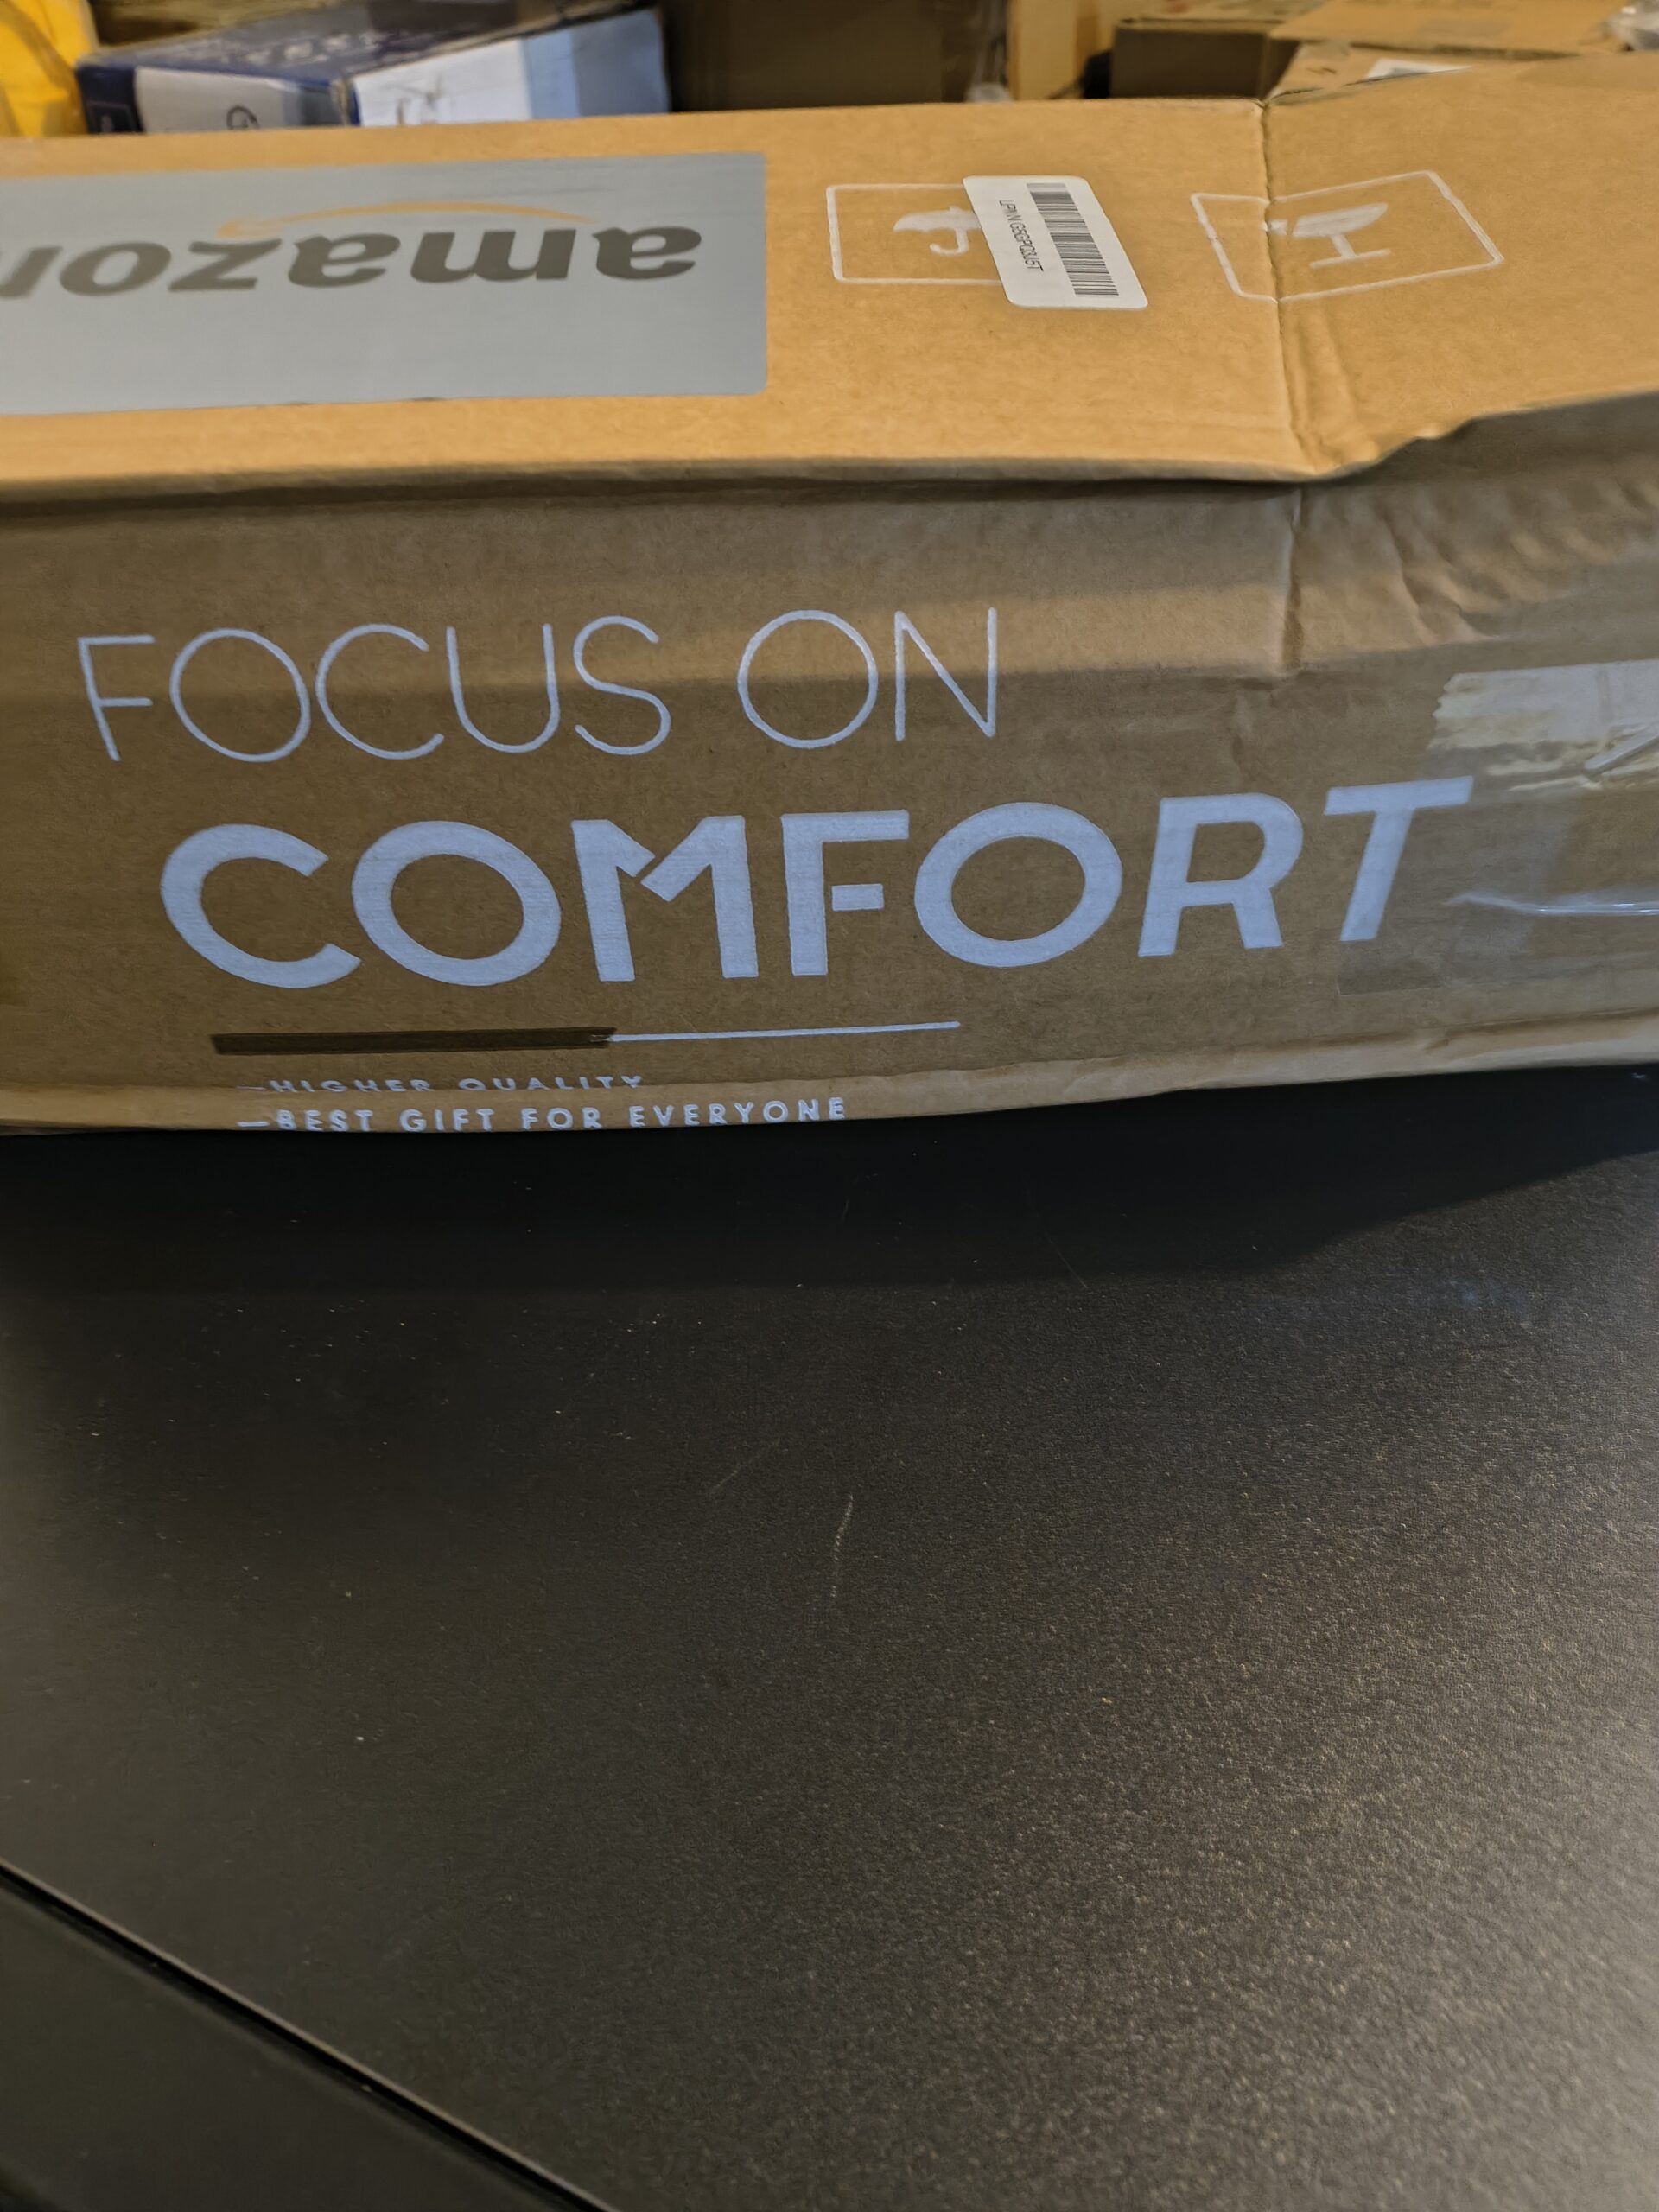 amazon
FOCUS ON
COMFORT
—HIGHER QUALITY
—BEST GIFT FOR EVERYONE